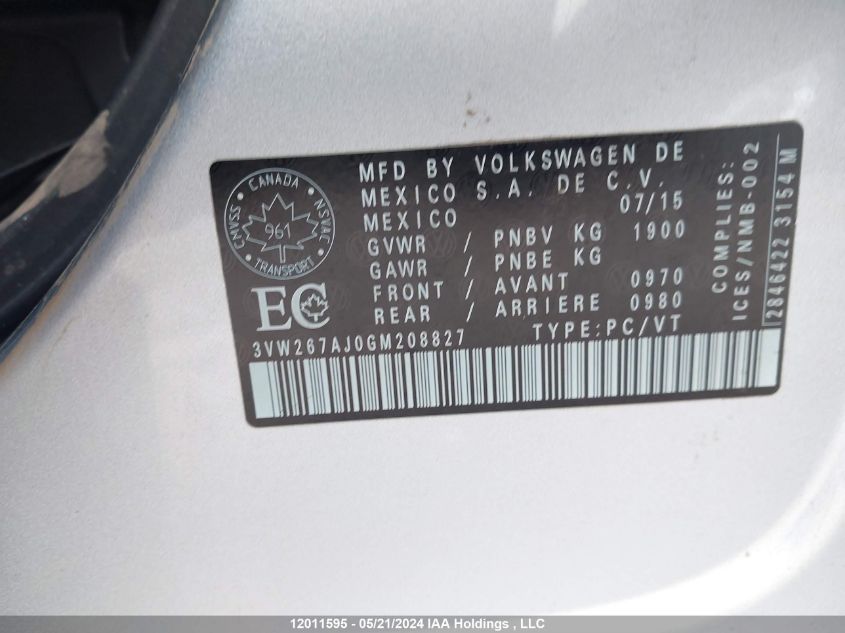 MFD BY VOLKSWAGEN DE
MEXICO S.A. DE C.V.
MEXICO 07/15
GVWR / PNBV KG 1900
GAWR / PNBE KG
FRONT / AVANT 0970
REAR / ARRIERE 0980
CANADA
CMVSS NSVAC
961
TRANSPORT
EC
3VW267AJ0GM208827 TYPE:PC/VT
COMPLIES:
ICES/NMB-002
2846422 3154 M
12011595 - 05/21/2024 IAA Holdings , LLC